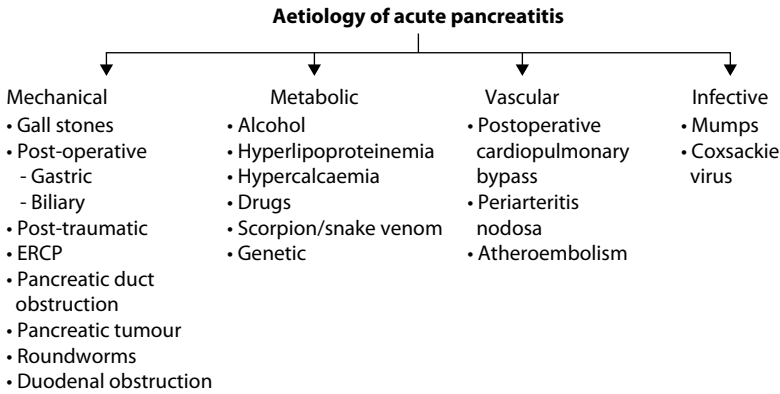 Aetiology of acute pancreatitis
Mechanical
• Gall stones
• Post-operative
- Gastric
- Biliary
• Post-traumatic
• ERCP
• Pancreatic duct
obstruction
• Pancreatic tumour
• Roundworms
• Duodenal obstruction
Metabolic
• Alcohol
• Hyperlipoproteinemia
• Hypercalcaemia
• Drugs
• Scorpion/snake venom
• Genetic
Vascular
• Postoperative
cardiopulmonary
bypass
• Periarteritis
nodosa
• Atheroembolism
Infective
• Mumps
• Coxsackie
virus